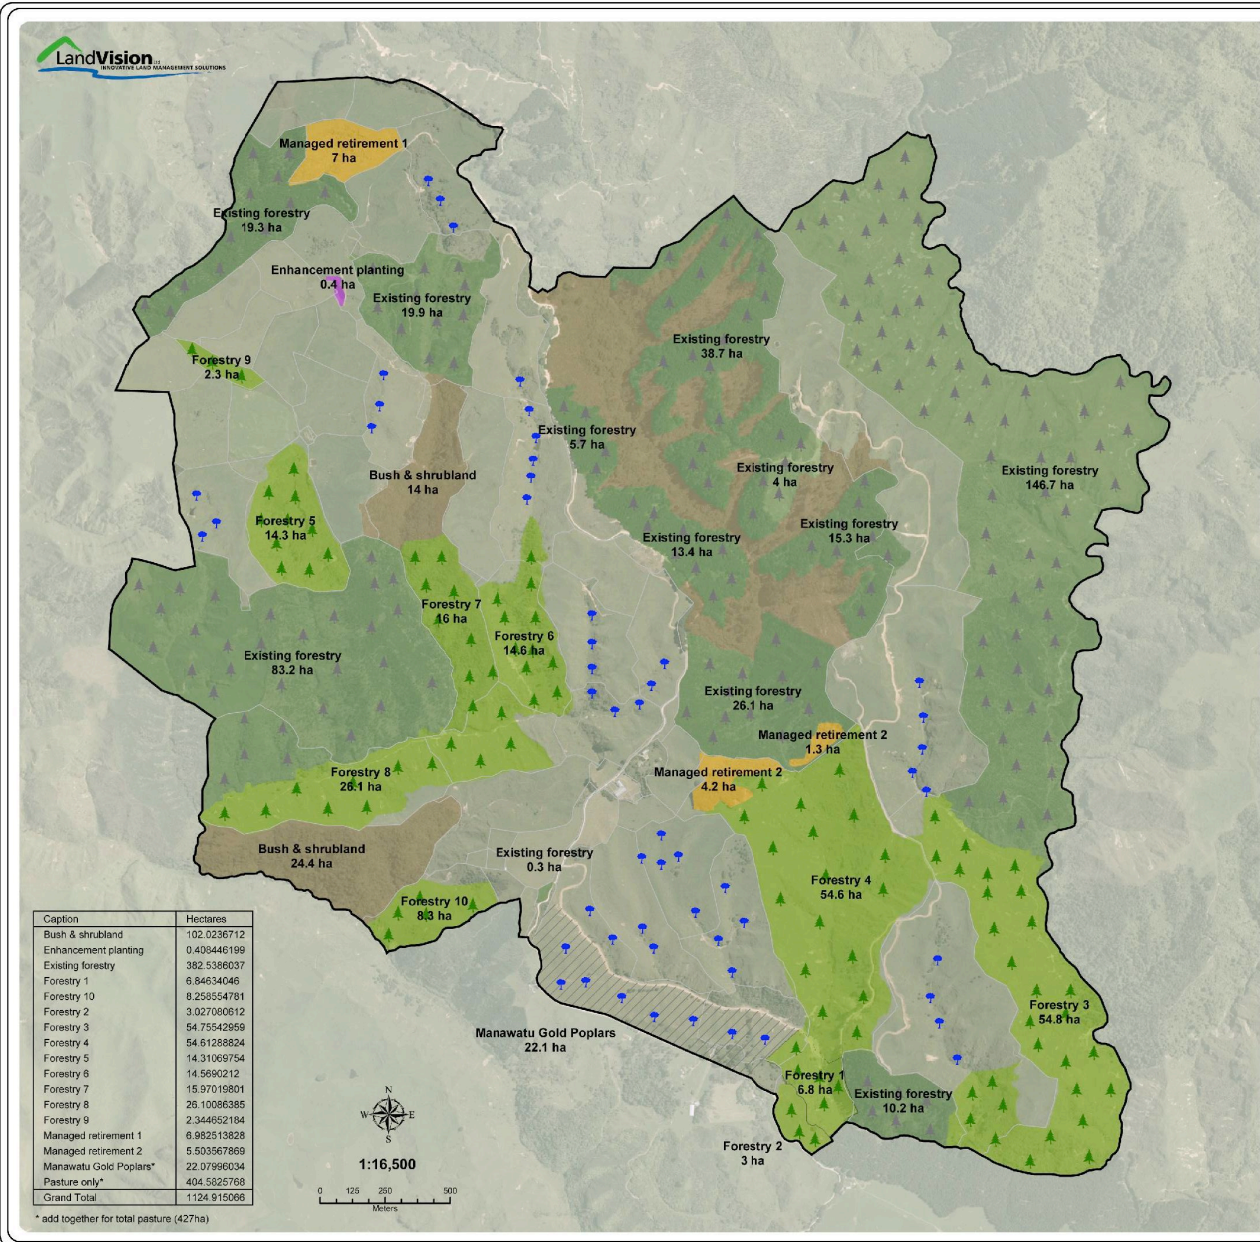 LandVision Ltd
INNOVATIVE LAND MANAGEMENT SOLUTIONS
Managed retirement 1
7 ha
Existing forestry
19.3 ha
Enhancement planting
0.4 ha
Existing forestry
19.9 ha
Existing forestry
38.7 ha
Forestry 9
2.3 ha
Existing forestry
5.7 ha
Bush & shrubland
14 ha
Existing forestry
4 ha
Existing forestry
146.7 ha
Forestry 5
14.3 ha
Existing forestry
15.3 ha
Existing forestry
13.4 ha
Forestry 7
16 ha
Forestry 6
14.6 ha
Existing forestry
83.2 ha
Existing forestry
26.1 ha
Managed retirement 2
1.3 ha
Forestry 8
26.1 ha
Managed retirement 2
4.2 ha
Bush & shrubland
24.4 ha
Existing forestry
0.3 ha
Forestry 4
54.6 ha
Forestry 10
8.3 ha
Forestry 3
54.8 ha
Manawatu Gold Poplars
22.1 ha
Forestry 1
6.8 ha
Existing forestry
10.2 ha
Forestry 2
3 ha
Caption Hectares
Bush & shrubland 102.0236712
Enhancement planting 0.408446199
Existing forestry 382.5386037
Forestry 1 6.84634046
Forestry 10 8.258554781
Forestry 2 3.027080612
Forestry 3 54.75542959
Forestry 4 54.61288824
Forestry 5 14.31069754
Forestry 6 14.5690212
Forestry 7 15.97019801
Forestry 8 26.10086385
Forestry 9 2.344652184
Managed retirement 1 6.982513828
Managed retirement 2 5.503567869
Manawatu Gold Poplars* 22.07996034
Pasture only* 404.5825768
Grand Total 1124.915066
* add together for total pasture (427ha)
N
W E
S
1:16,500
0 125 250 500
Meters